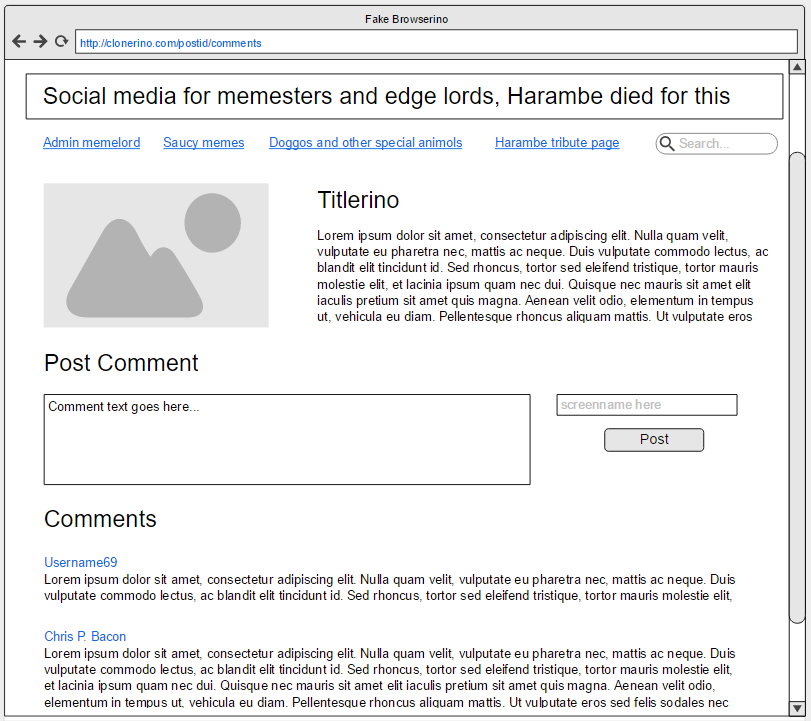 Fake Browserino
http://clonerino.com/postid/comments
Social media for memesters and edge lords, Harambe died for this
Admin memelord Saucy memes Doggos and other special animols Harambe tribute page Search...
Titlerino
Lorem ipsum dolor sit amet, consectetur adipiscing elit. Nulla quam velit,
vulputate eu pharetra nec, mattis ac neque. Duis vulputate commodo lectus, ac
blandit elit tincidunt id. Sed rhoncus, tortor sed eleifend tristique, tortor mauris
molestie elit, et lacinia ipsum quam nec dui. Quisque nec mauris sit amet elit
iaculis pretium sit amet quis magna. Aenean velit odio, elementum in tempus
ut, vehicula eu diam. Pellentesque rhoncus aliquam mattis. Ut vulputate eros
Post Comment
Comment text goes here...
screenname here
Post
Comments
Username69
Lorem ipsum dolor sit amet, consectetur adipiscing elit. Nulla quam velit, vulputate eu pharetra nec, mattis ac neque. Duis
vulputate commodo lectus, ac blandit elit tincidunt id. Sed rhoncus, tortor sed eleifend tristique, tortor mauris molestie elit,
Chris P. Bacon
Lorem ipsum dolor sit amet, consectetur adipiscing elit. Nulla quam velit, vulputate eu pharetra nec, mattis ac neque. Duis
vulputate commodo lectus, ac blandit elit tincidunt id. Sed rhoncus, tortor sed eleifend tristique, tortor mauris molestie elit,
et lacinia ipsum quam nec dui. Quisque nec mauris sit amet elit iaculis pretium sit amet quis magna. Aenean velit odio,
elementum in tempus ut, vehicula eu diam. Pellentesque rhoncus aliquam mattis. Ut vulputate eros sed felis sodales nec